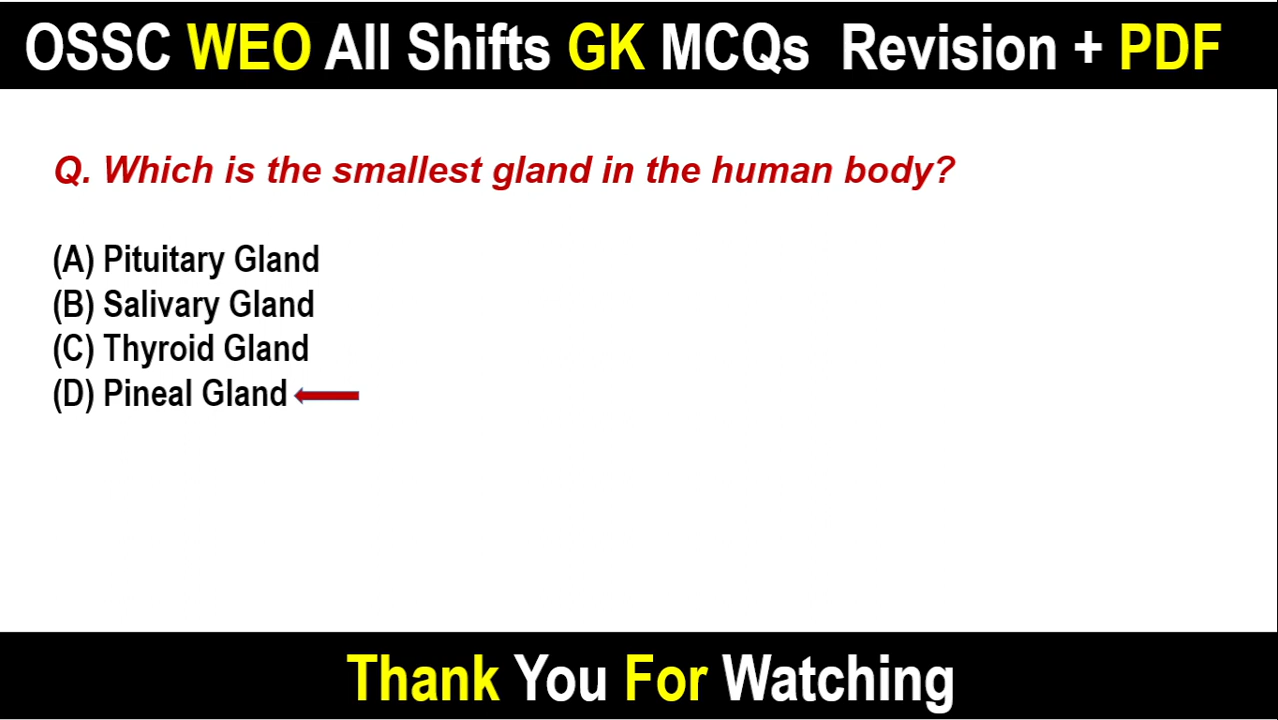 OSSC WEO All Shifts GK MCQs Revision + PDF
Q. Which is the smallest gland in the human body?
(A) Pituitary Gland
(B) Salivary Gland
(C) Thyroid Gland
(D) Pineal Gland
Thank You For Watching